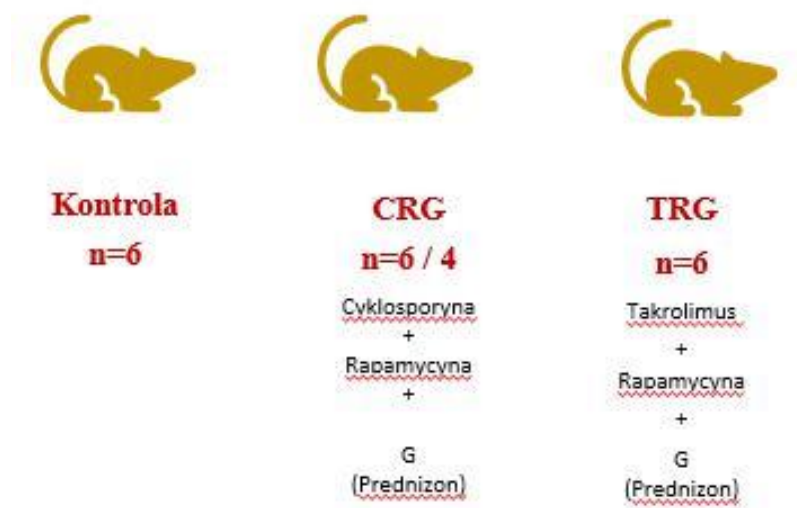 Kontrola
n=6
CRG
n=6 / 4
Cyklosporyna
+
Rapamycyna
+
G
(Prednizon)
TRG
n=6
Takrolimus
+
Rapamycyna
+
G
(Prednizon)